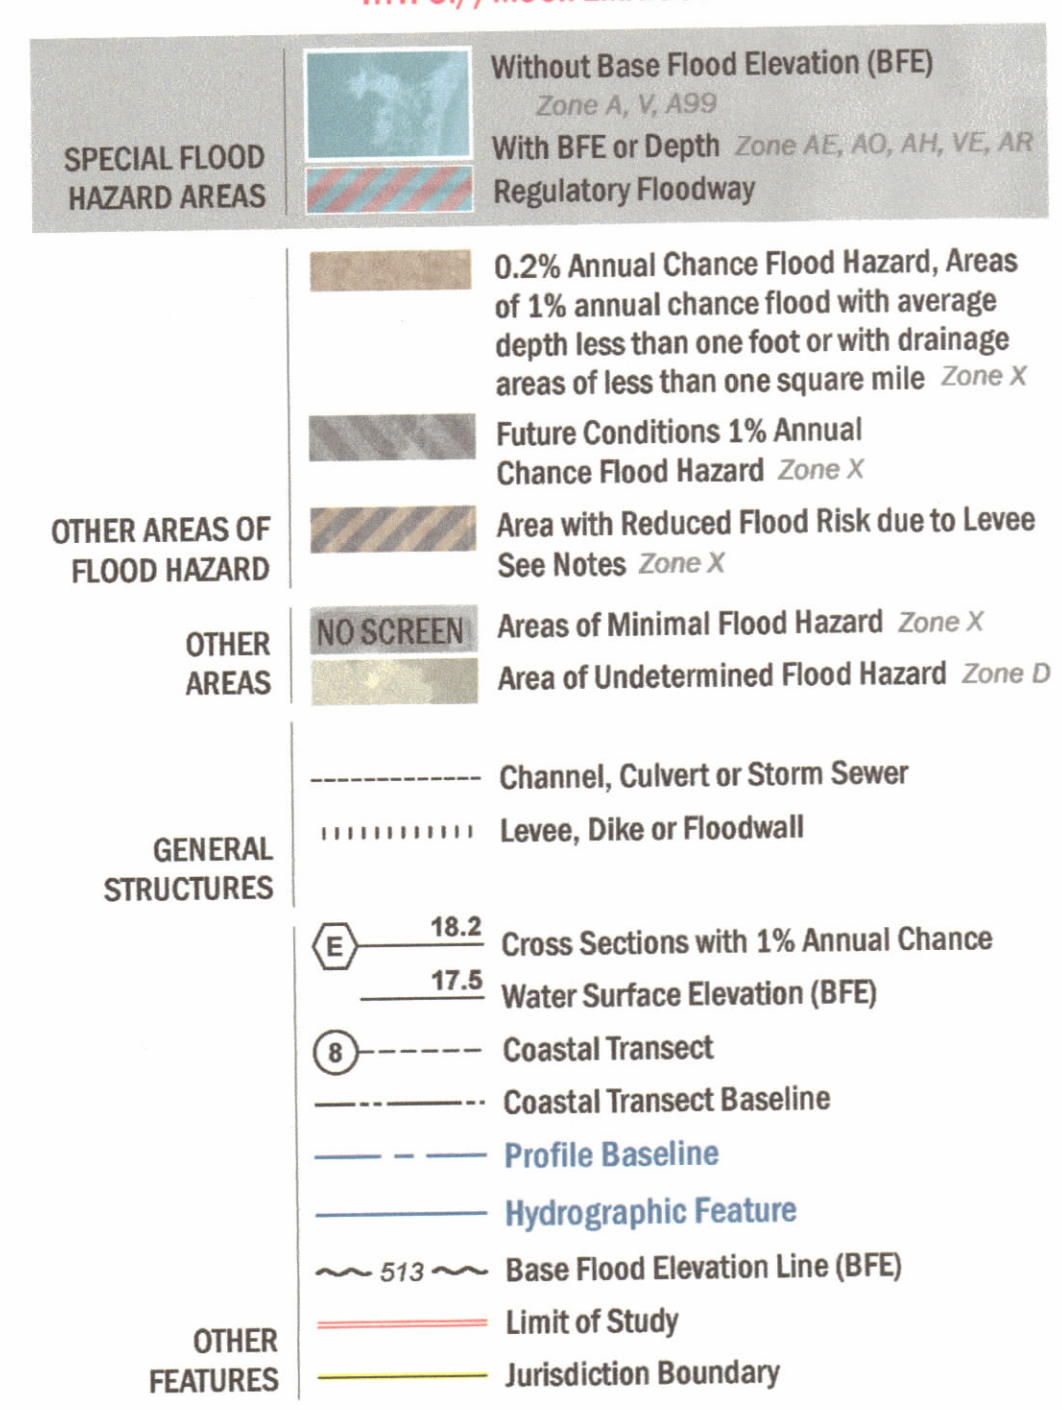 SPECIAL FLOOD
HAZARD AREAS
Without Base Flood Elevation (BFE)
Zone A, V, A99
With BFE or Depth Zone AE, AO, AH, VE, AR
Regulatory Floodway
OTHER AREAS OF
FLOOD HAZARD
0.2% Annual Chance Flood Hazard, Areas
of 1% annual chance flood with average
depth less than one foot or with drainage
areas of less than one square mile Zone X
Future Conditions 1% Annual
Chance Flood Hazard Zone X
Area with Reduced Flood Risk due to Levee
See Notes Zone X
OTHER
AREAS
NO SCREEN Areas of Minimal Flood Hazard Zone X
Area of Undetermined Flood Hazard Zone D
GENERAL
STRUCTURES
Channel, Culvert or Storm Sewer
Levee, Dike or Floodwall
OTHER
FEATURES
E 18.2 Cross Sections with 1% Annual Chance
17.5 Water Surface Elevation (BFE)
8 Coastal Transect
Coastal Transect Baseline
Profile Baseline
Hydrographic Feature
513 Base Flood Elevation Line (BFE)
Limit of Study
Jurisdiction Boundary